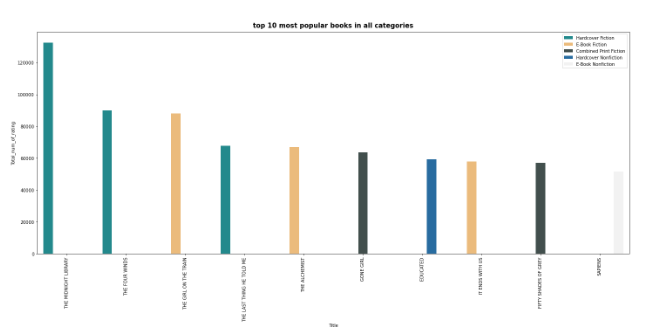 top 10 most popular books in all categories
Hardcover Fiction
E-Book Fiction
Combined Print Fiction
Hardcover Nonfiction
E-Book Nonfiction
Total_num_of_rating
120000
100000
80000
60000
40000
20000
0
THE MIDNIGHT LIBRARY
THE FOUR WINDS
THE GIRL ON THE TRAIN
THE LAST THING HE TOLD ME
THE ALCHEMIST
GONE GIRL
EDUCATED
IT ENDS WITH US
FIFTY SHADES OF GREY
SAPIENS
Title